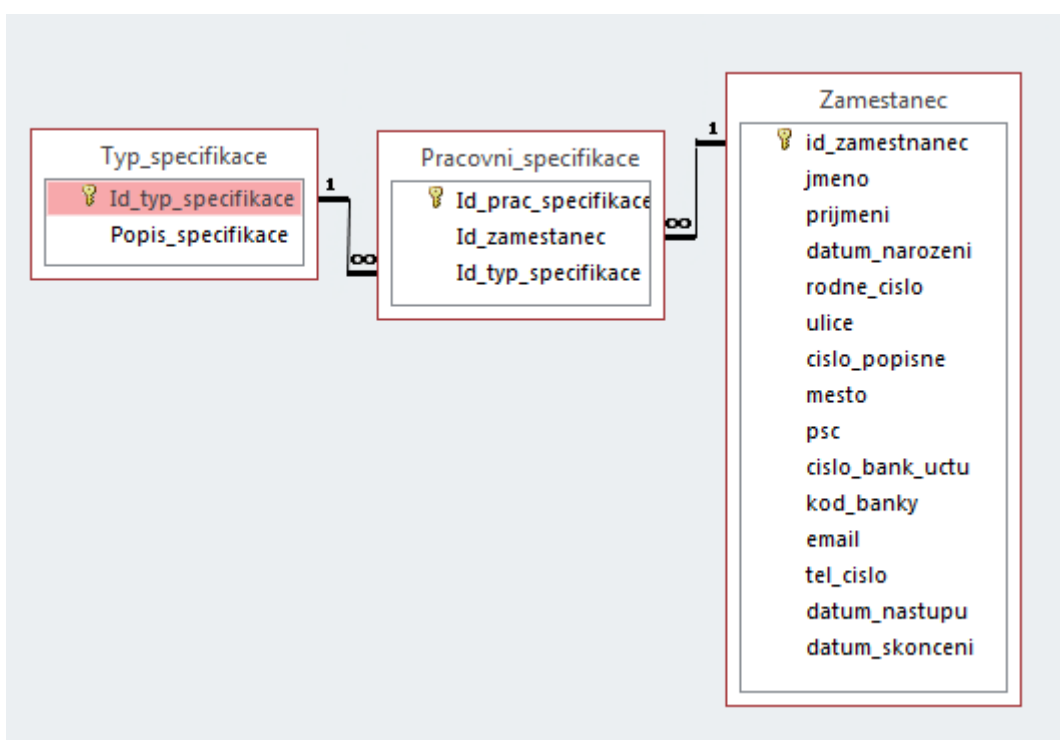 Typ_specifikace
Id_typ_specifikace
Popis_specifikace
1
∞
Pracovni_specifikace
Id_prac_specifikace
Id_zamestanec
Id_typ_specifikace
∞
1
Zamestanec
id_zamestnanec
jmeno
prijmeni
datum_narozeni
rodne_cislo
ulice
cislo_popisne
mesto
psc
cislo_bank_uctu
kod_banky
email
tel_cislo
datum_nastupu
datum_skonceni